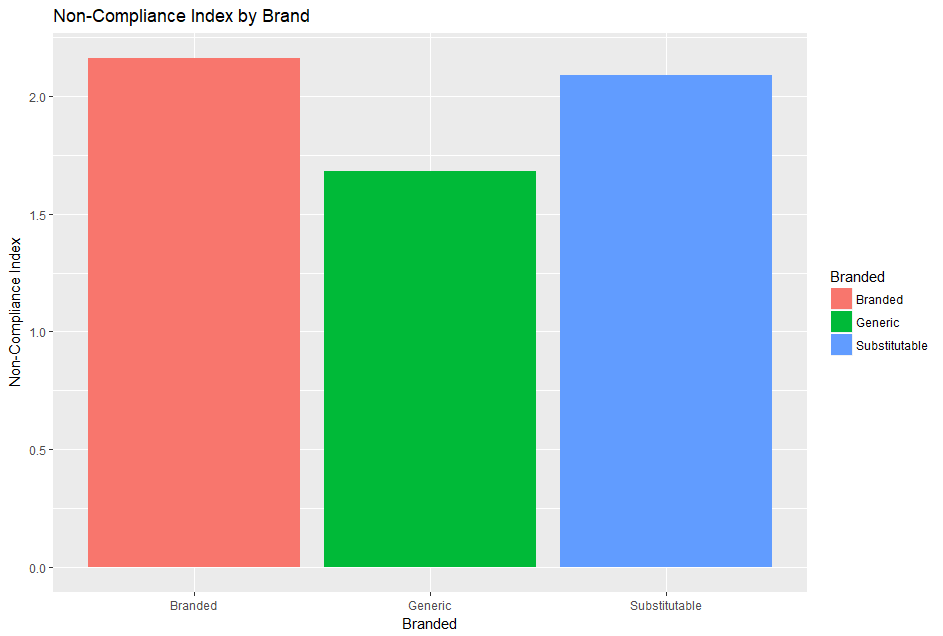 Non-Compliance Index by Brand
Non-Compliance Index
2.0
1.5
1.0
0.5
0.0
Branded
Generic
Substitutable
Branded
Branded
Branded
Generic
Substitutable